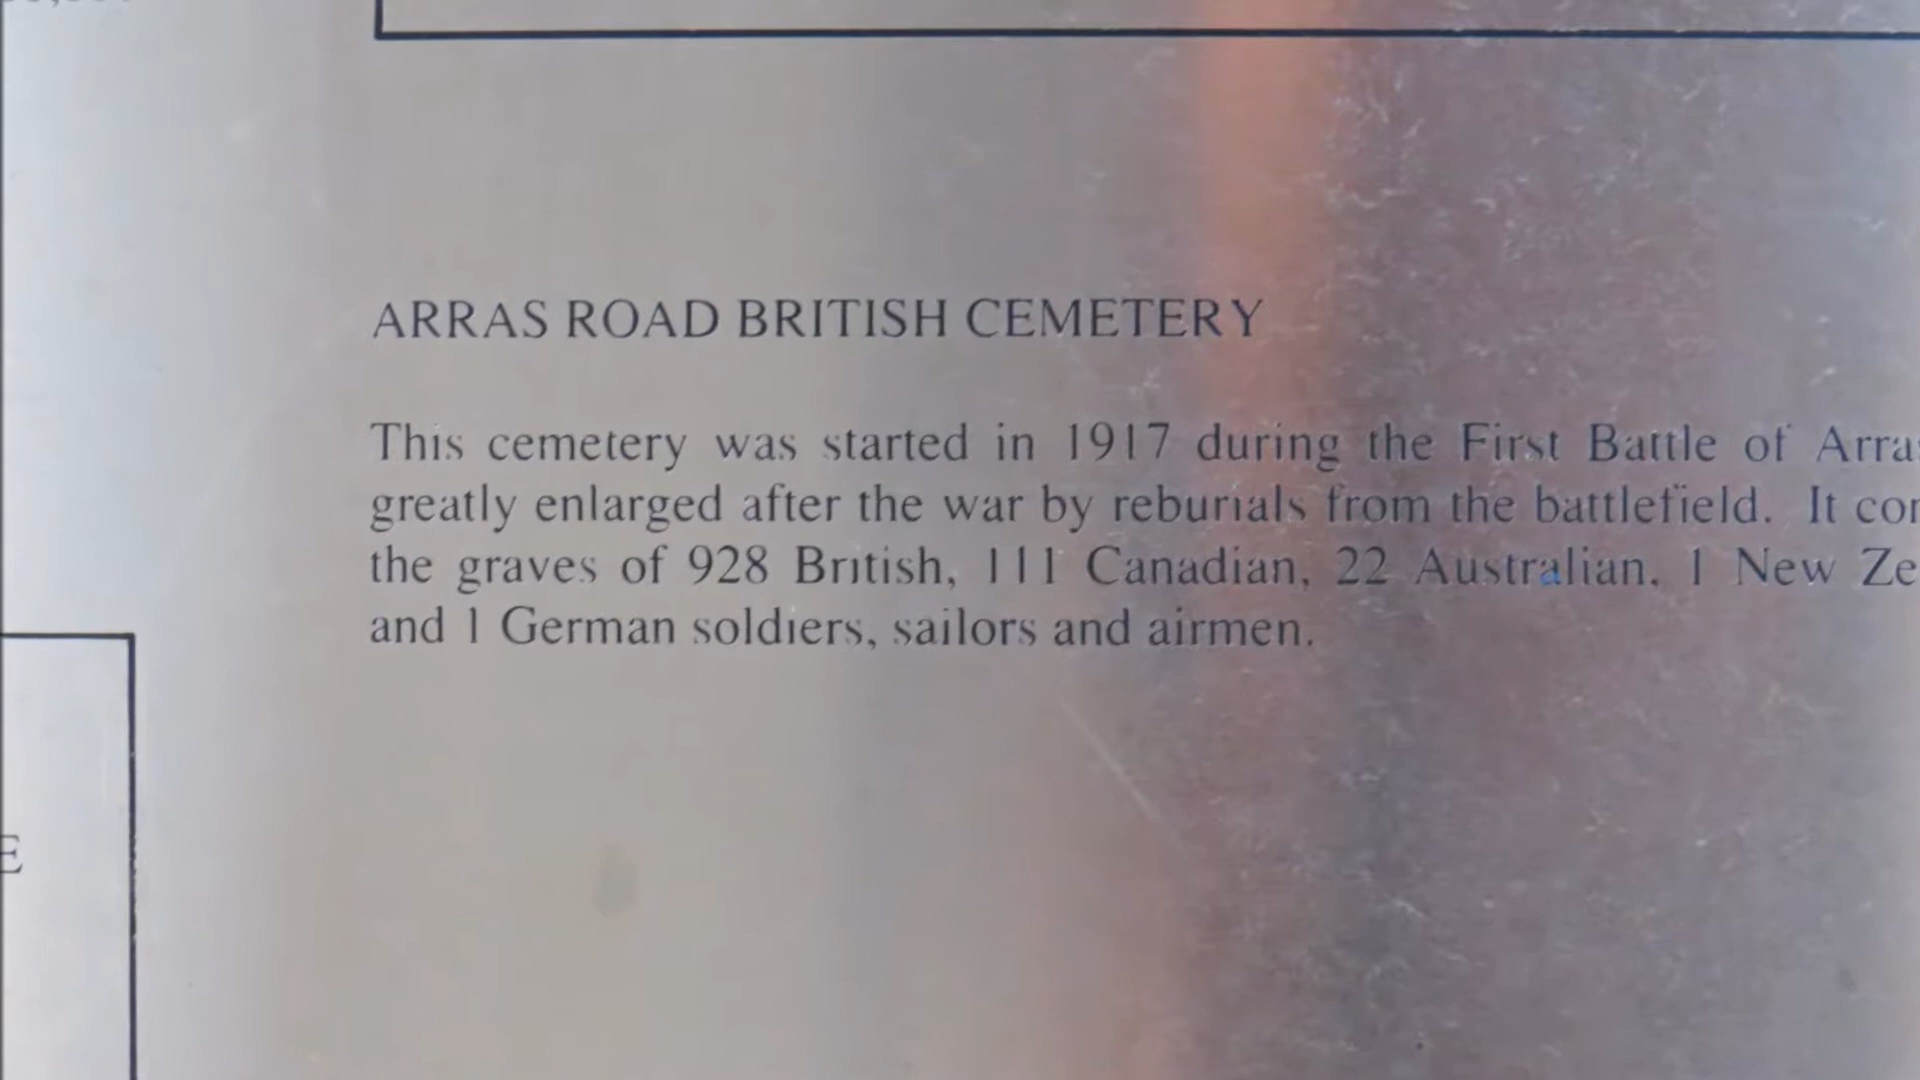 ARRAS ROAD BRITISH CEMETERY
This cemetery was started in 1917 during the First Battle of Arras
greatly enlarged after the war by reburials from the battlefield. It
the graves of 928 British, 111 Canadian, 22 Australian, 1 New
and 1 German soldiers, sailors and airmen.